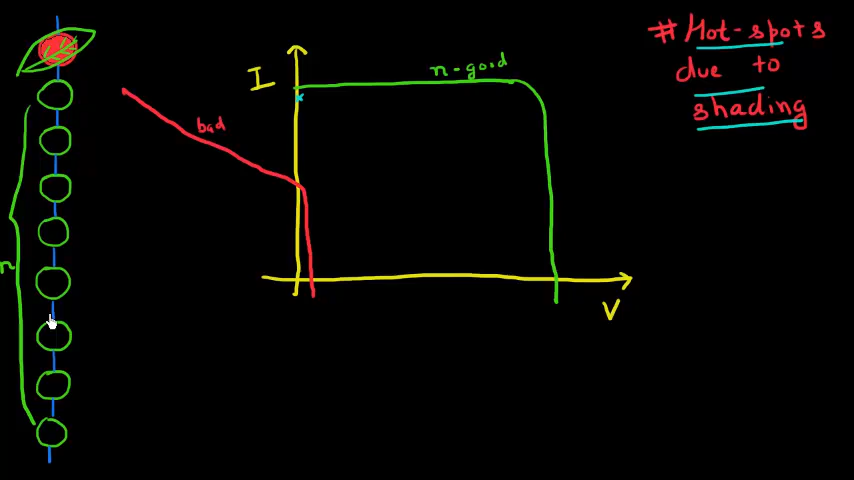 # Hot-spots
due to
shading
I
n-good
bad
n
V